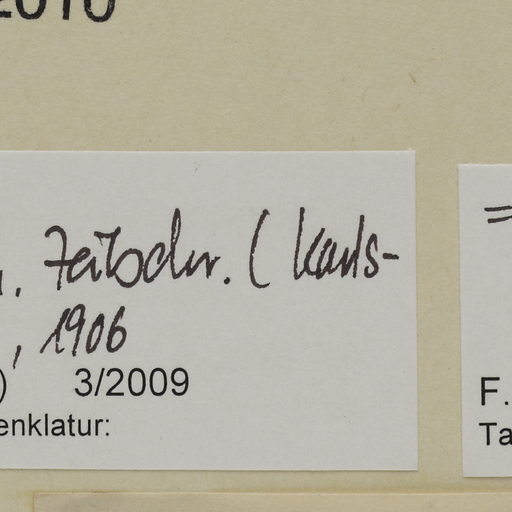 2010
. Zeitschr. (Karls-
, 1906
) 3/2009
enklatur:
=
F.
Ta